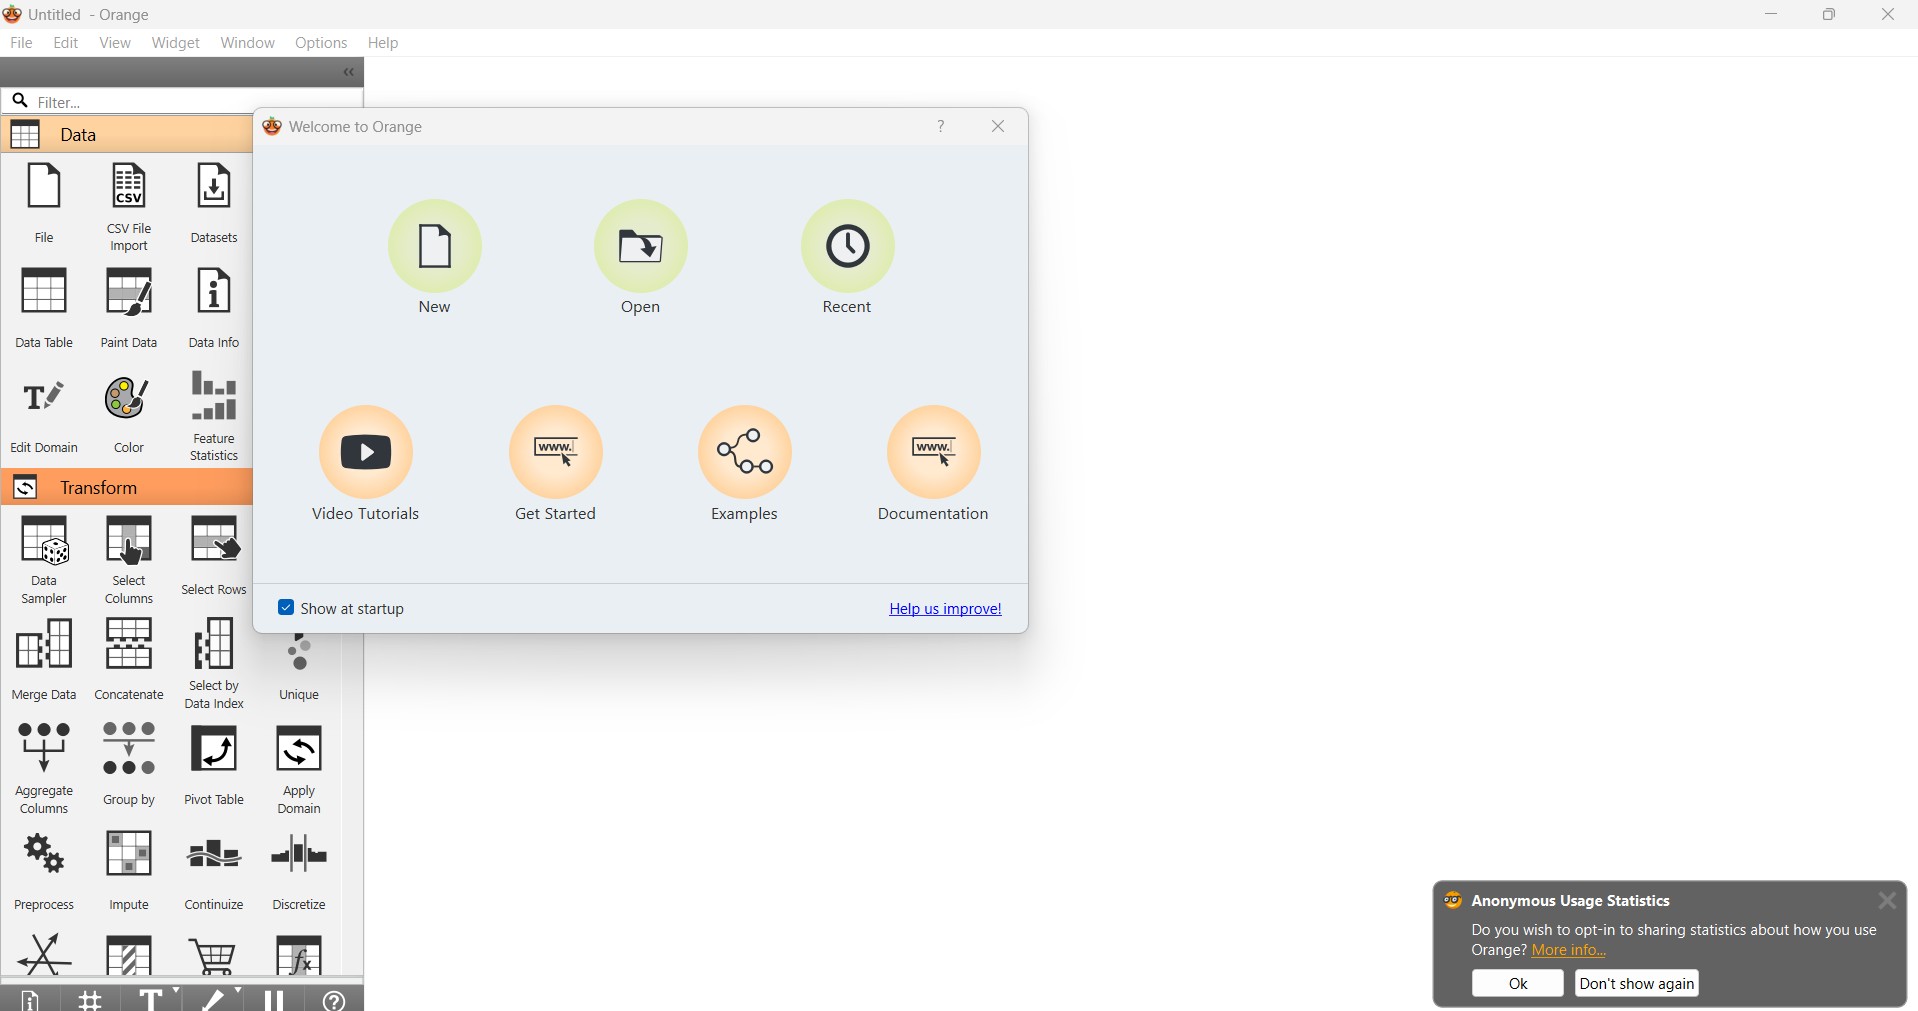 Untitled - Orange
File Edit View Widget Window Options Help
«
Filter...
Data
File
CSV
CSV File Import
Datasets
Data Table
Paint Data
Data Info
Edit Domain
Color
Feature Statistics
Transform
Data Sampler
Select Columns
Select Rows
Merge Data
Concatenate
Select by Data Index
Unique
Aggregate Columns
Group by
Pivot Table
Apply Domain
Preprocess
Impute
Continuize
Discretize
fx
T
?
Welcome to Orange
?
New
Open
Recent
Video Tutorials
www.
Get Started
Examples
www.
Documentation
Show at startup
Help us improve!
Anonymous Usage Statistics
Do you wish to opt-in to sharing statistics about how you use
Orange? More info...
Ok
Don't show again